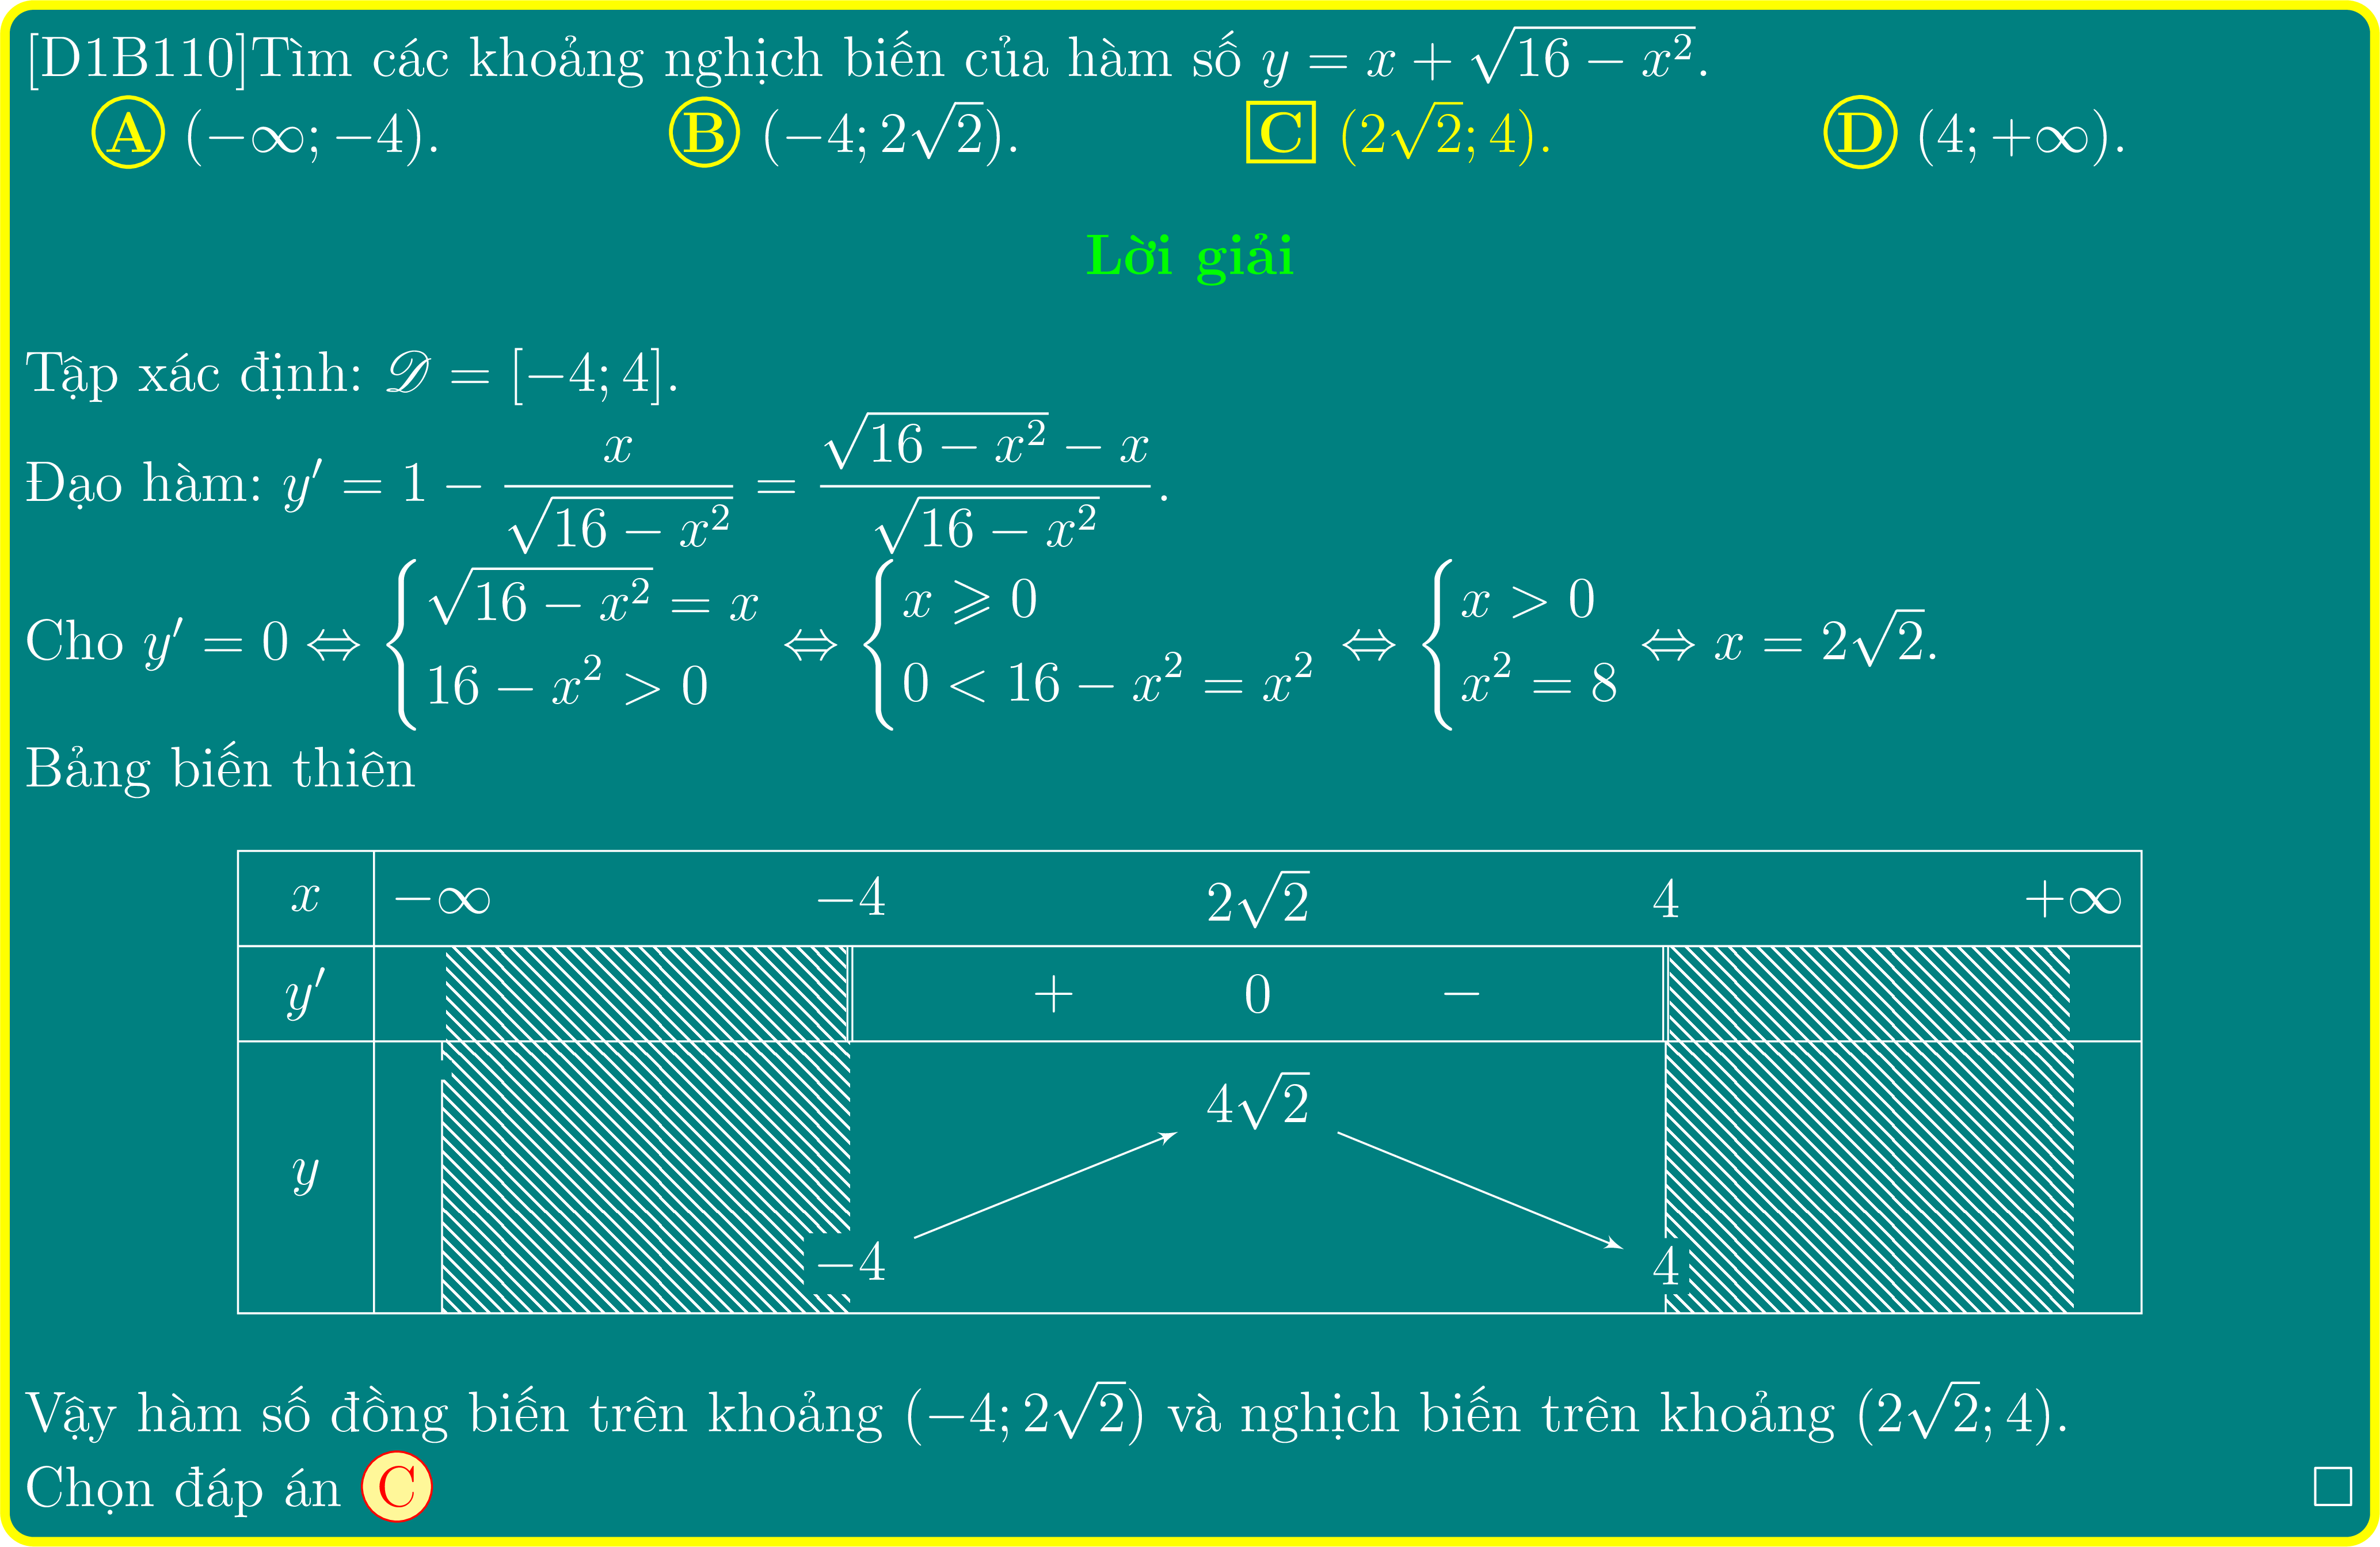 [D1B110]Tìm các khoảng nghịch biến của hàm số $y = x + \sqrt{16 - x^2}$.
A $(-\infty; -4)$. B $(-4; 2\sqrt{2})$. C $(2\sqrt{2}; 4)$. D $(4; +\infty)$.
Lời giải
Tập xác định: $\mathscr{D} = [-4; 4]$.
Đạo hàm: $y' = 1 - \dfrac{x}{\sqrt{16 - x^2}} = \dfrac{\sqrt{16 - x^2} - x}{\sqrt{16 - x^2}}$.
Cho $y' = 0 \Leftrightarrow \begin{cases} \sqrt{16 - x^2} = x \\ 16 - x^2 > 0 \end{cases} \Leftrightarrow \begin{cases} x \geqslant 0 \\ 0 < 16 - x^2 = x^2 \end{cases} \Leftrightarrow \begin{cases} x > 0 \\ x^2 = 8 \end{cases} \Leftrightarrow x = 2\sqrt{2}$.
Bảng biến thiên
$x$ $-\infty$ $-4$ $2\sqrt{2}$ $4$ $+\infty$
$y'$ $+$ $0$ $-$
$y$ $-4$ $4\sqrt{2}$ $4$
Vậy hàm số đồng biến trên khoảng $(-4; 2\sqrt{2})$ và nghịch biến trên khoảng $(2\sqrt{2}; 4)$.
Chọn đáp án C □